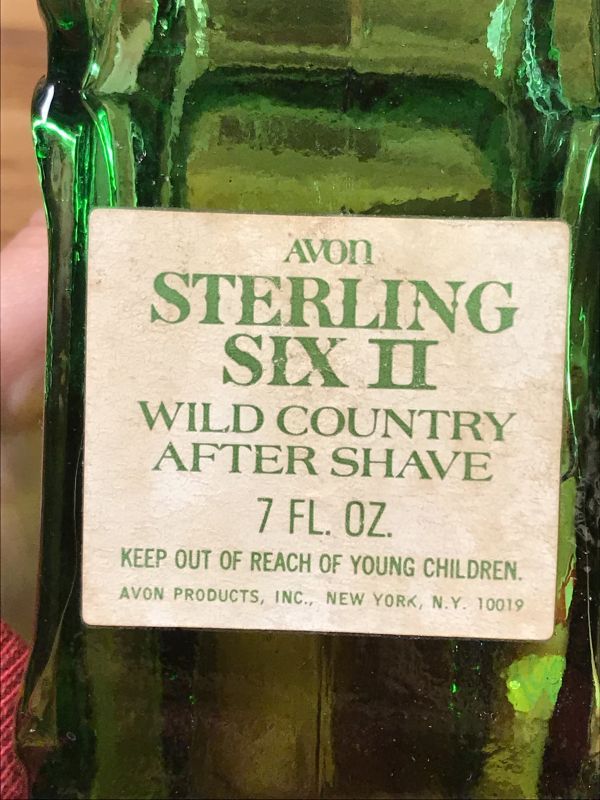 AVON
STERLING
SIX II
WILD COUNTRY
AFTER SHAVE
7 FL. OZ.
KEEP OUT OF REACH OF YOUNG CHILDREN.
AVON PRODUCTS, INC., NEW YORK, N.Y. 10019